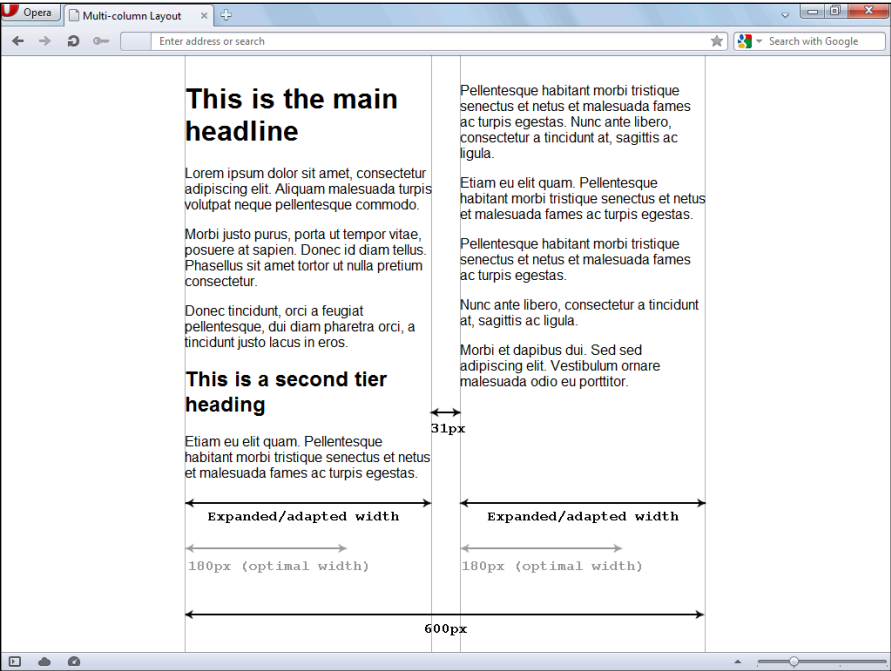 Opera
Multi-column Layout
Enter address or search
Search with Google
This is the main
headline
Lorem ipsum dolor sit amet, consectetur
adipiscing elit. Aliquam malesuada turpis
volutpat neque pellentesque commodo.
Morbi justo purus, porta ut tempor vitae,
posuere at sapien. Donec id diam tellus.
Phasellus sit amet tortor ut nulla pretium
consectetur.
Donec tincidunt, orci a feugiat
pellentesque, dui diam pharetra orci, a
tincidunt justo lacus in eros.
This is a second tier
heading
Etiam eu elit quam. Pellentesque
habitant morbi tristique senectus et netus
et malesuada fames ac turpis egestas.
Pellentesque habitant morbi tristique
senectus et netus et malesuada fames
ac turpis egestas. Nunc ante libero,
consectetur a tincidunt at, sagittis ac
ligula.
Etiam eu elit quam. Pellentesque
habitant morbi tristique senectus et netus
et malesuada fames ac turpis egestas.
Pellentesque habitant morbi tristique
senectus et netus et malesuada fames
ac turpis egestas.
Nunc ante libero, consectetur a tincidunt
at, sagittis ac ligula.
Morbi et dapibus dui. Sed sed
adipiscing elit. Vestibulum ornare
malesuada odio eu porttitor.
31px
Expanded/adapted width
Expanded/adapted width
180px (optimal width)
180px (optimal width)
600px